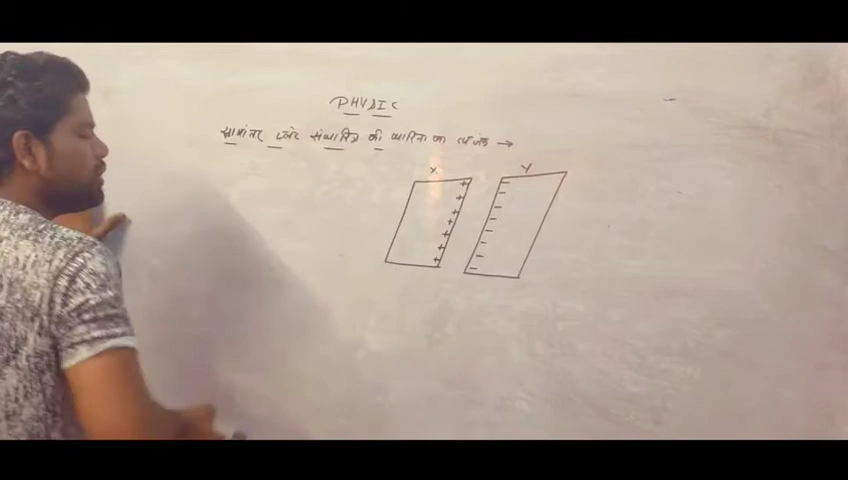 PHYSIC
समांतर प्लेट संधारित्र की धारिता का व्यंजक →
X Y
+ + + + + + +
- - - - - - - -